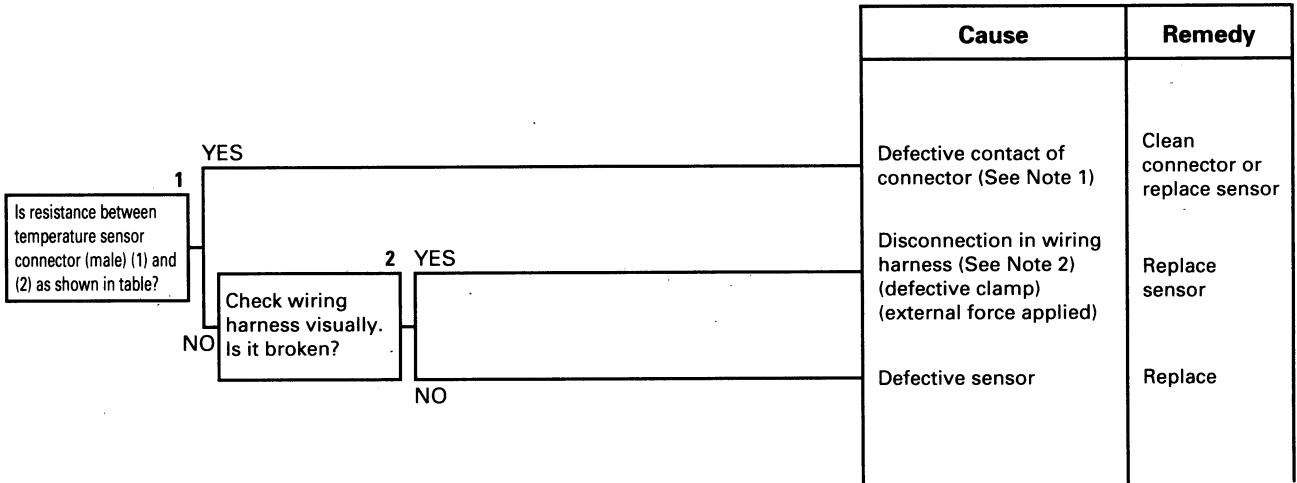 Cause
Remedy
YES
1
Is resistance between
temperature sensor
connector (male) (1) and
(2) as shown in table?
Defective contact of
connector (See Note 1)
Clean
connector or
replace sensor
2 YES
NO
Check wiring
harness visually.
Is it broken?
Disconnection in wiring
harness (See Note 2)
(defective clamp)
(external force applied)
Replace
sensor
NO
Defective sensor
Replace